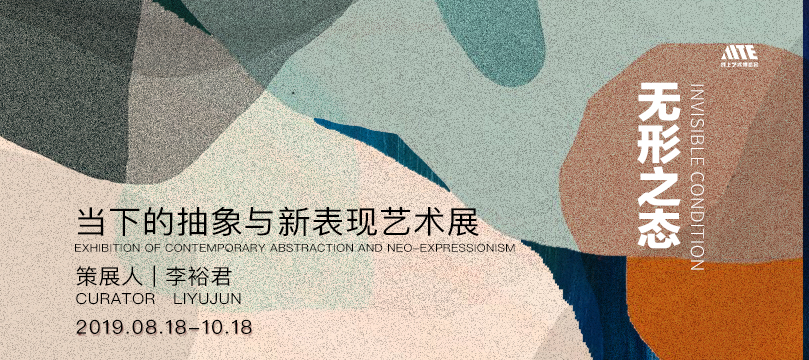 AITE
无形之态
INVISIBLE CONDITION
当下的抽象与新表现艺术展
EXHIBITION OF CONTEMPORARY ABSTRACTION AND NEO-EXPRESSIONISM
策展人 | 李裕君
CURATOR LIYUJUN
2019.08.18-10.18